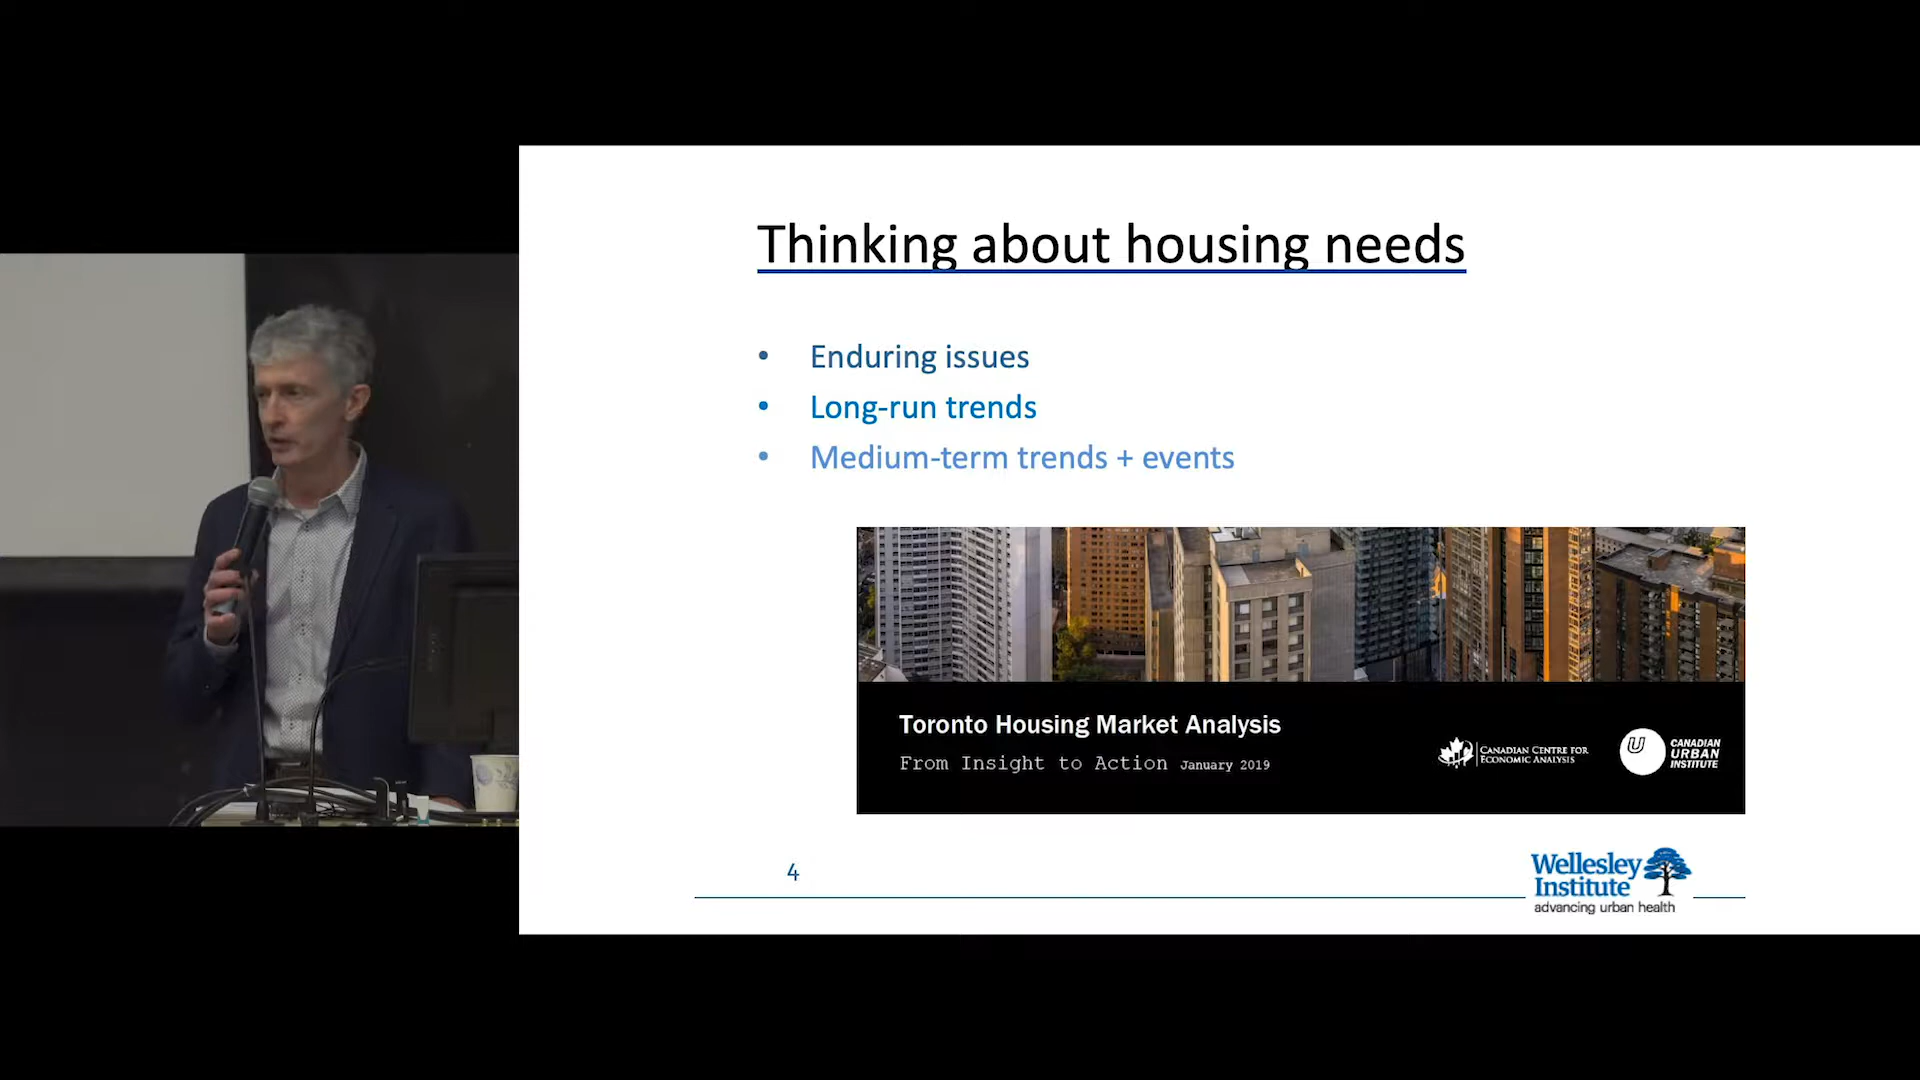 Thinking about housing needs
• Enduring issues
• Long-run trends
• Medium-term trends + events
Toronto Housing Market Analysis
From Insight to Action January 2019
CANADIAN CENTRE FOR
ECONOMIC ANALYSIS
U
CANADIAN
URBAN
INSTITUTE
4
Wellesley
Institute
advancing urban health